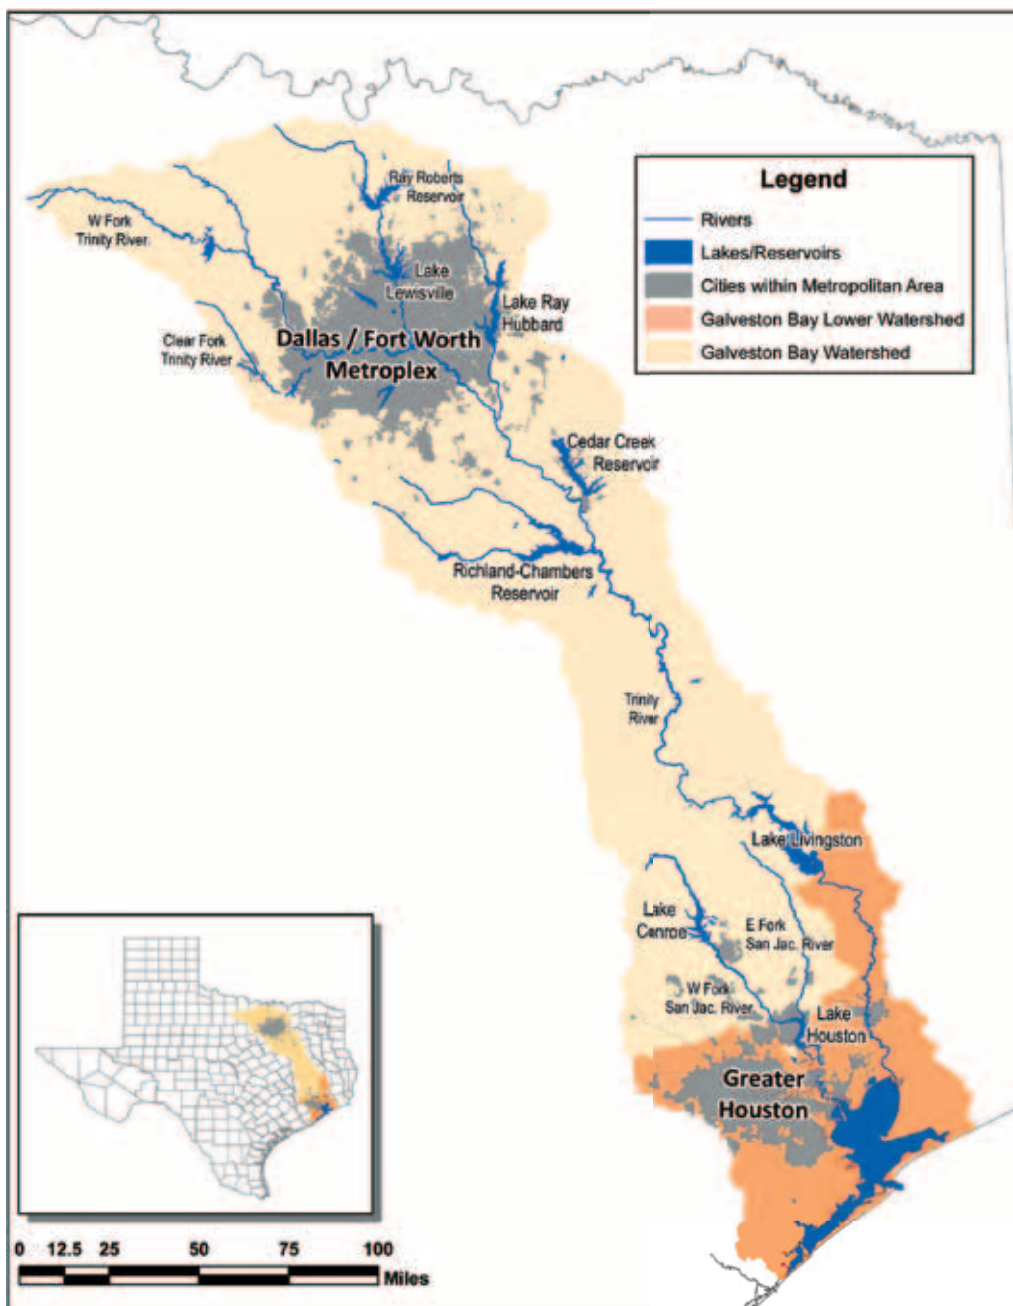 Legend
Rivers
Lakes/Reservoirs
Cities within Metropolitan Area
Galveston Bay Lower Watershed
Galveston Bay Watershed
Ray Roberts
Reservoir
W Fork
Trinity River
Lake
Lewisville
Lake Ray
Hubbard
Clear Fork
Trinity River
Dallas / Fort Worth
Metroplex
Cedar Creek
Reservoir
Richland-Chambers
Reservoir
Trinity
River
Lake Livingston
Lake
Conroe
E Fork
San Jac. River
W Fork
San Jac. River
Lake
Houston
Greater
Houston
0 12.5 25 50 75 100
Miles